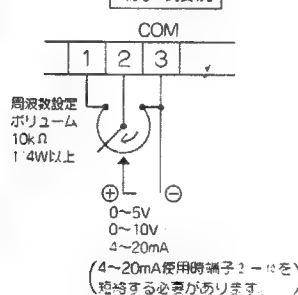 COM
1 2 3
周波数設定
ボリューム
10kΩ
1/4W以上
⊕ ⊖
0～5V
0～10V
4～20mA
(4～20mA使用時端子2－を
短絡する必要があります。)